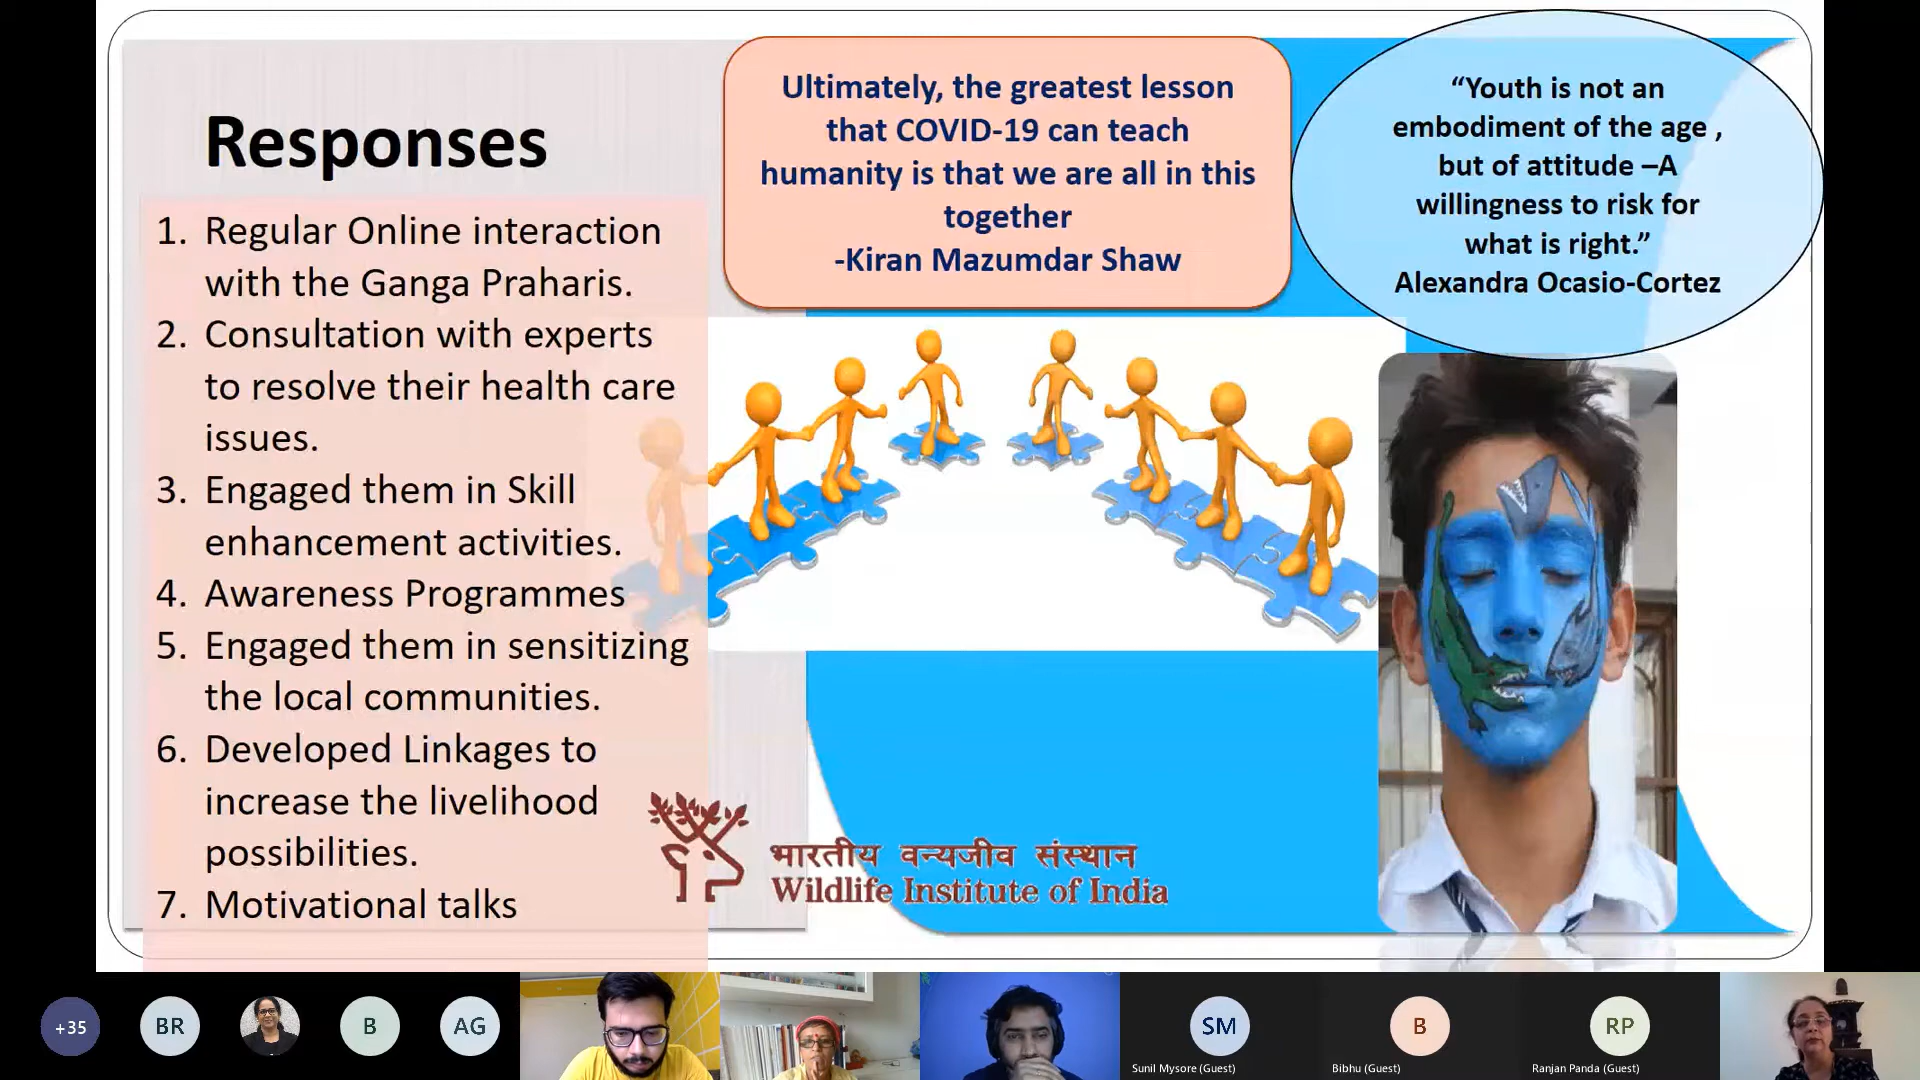 Responses
1. Regular Online interaction
with the Ganga Praharis.
2. Consultation with experts
to resolve their health care
issues.
3. Engaged them in Skill
enhancement activities.
4. Awareness Programmes
5. Engaged them in sensitizing
the local communities.
6. Developed Linkages to
increase the livelihood
possibilities.
7. Motivational talks
Ultimately, the greatest lesson
that COVID-19 can teach
humanity is that we are all in this
together
-Kiran Mazumdar Shaw
“Youth is not an
embodiment of the age ,
but of attitude –A
willingness to risk for
what is right.”
Alexandra Ocasio-Cortez
भारतीय वन्यजीव संस्थान
Wildlife Institute of India
+35
BR
B
AG
SM
Sunil Mysore (Guest)
B
Bibhu (Guest)
RP
Ranjan Panda (Guest)